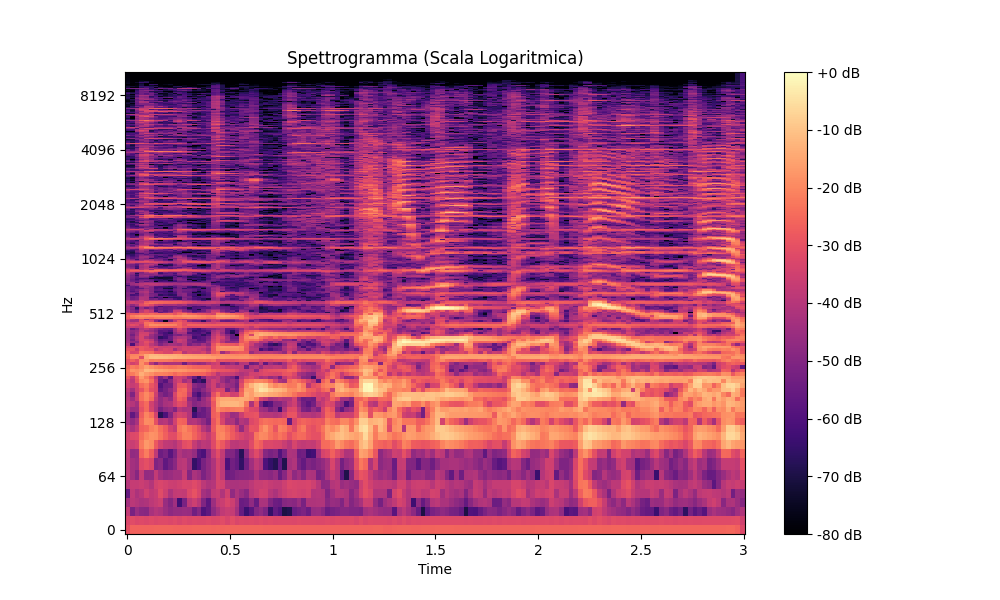 Spettrogramma (Scala Logaritmica)
Hz
8192
4096
2048
1024
512
256
128
64
0
0 0.5 1 1.5 2 2.5 3
Time
+0 dB
-10 dB
-20 dB
-30 dB
-40 dB
-50 dB
-60 dB
-70 dB
-80 dB